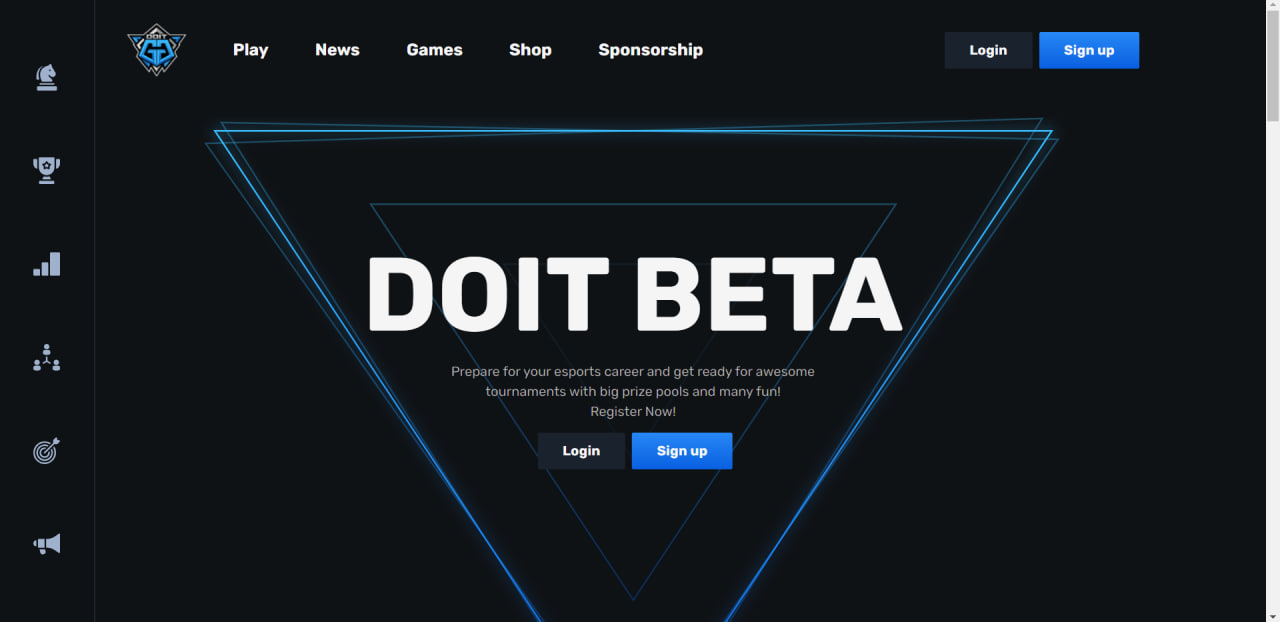 DOIT
Play
News
Games
Shop
Sponsorship
Login
Sign up
DOIT BETA
Prepare for your esports career and get ready for awesome
tournaments with big prize pools and many fun!
Register Now!
Login
Sign up